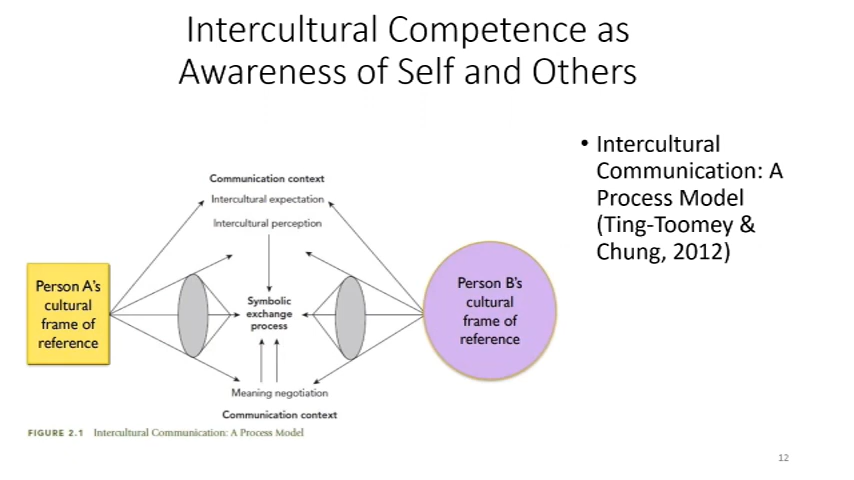 Intercultural Competence as
Awareness of Self and Others
Communication context
Intercultural expectation
Intercultural perception
Person A's
cultural
frame of
reference
Symbolic
exchange
process
Person B's
cultural
frame of
reference
Meaning negotiation
Communication context
FIGURE 2.1 Intercultural Communication: A Process Model
• Intercultural
Communication: A
Process Model
(Ting-Toomey &
Chung, 2012)
12